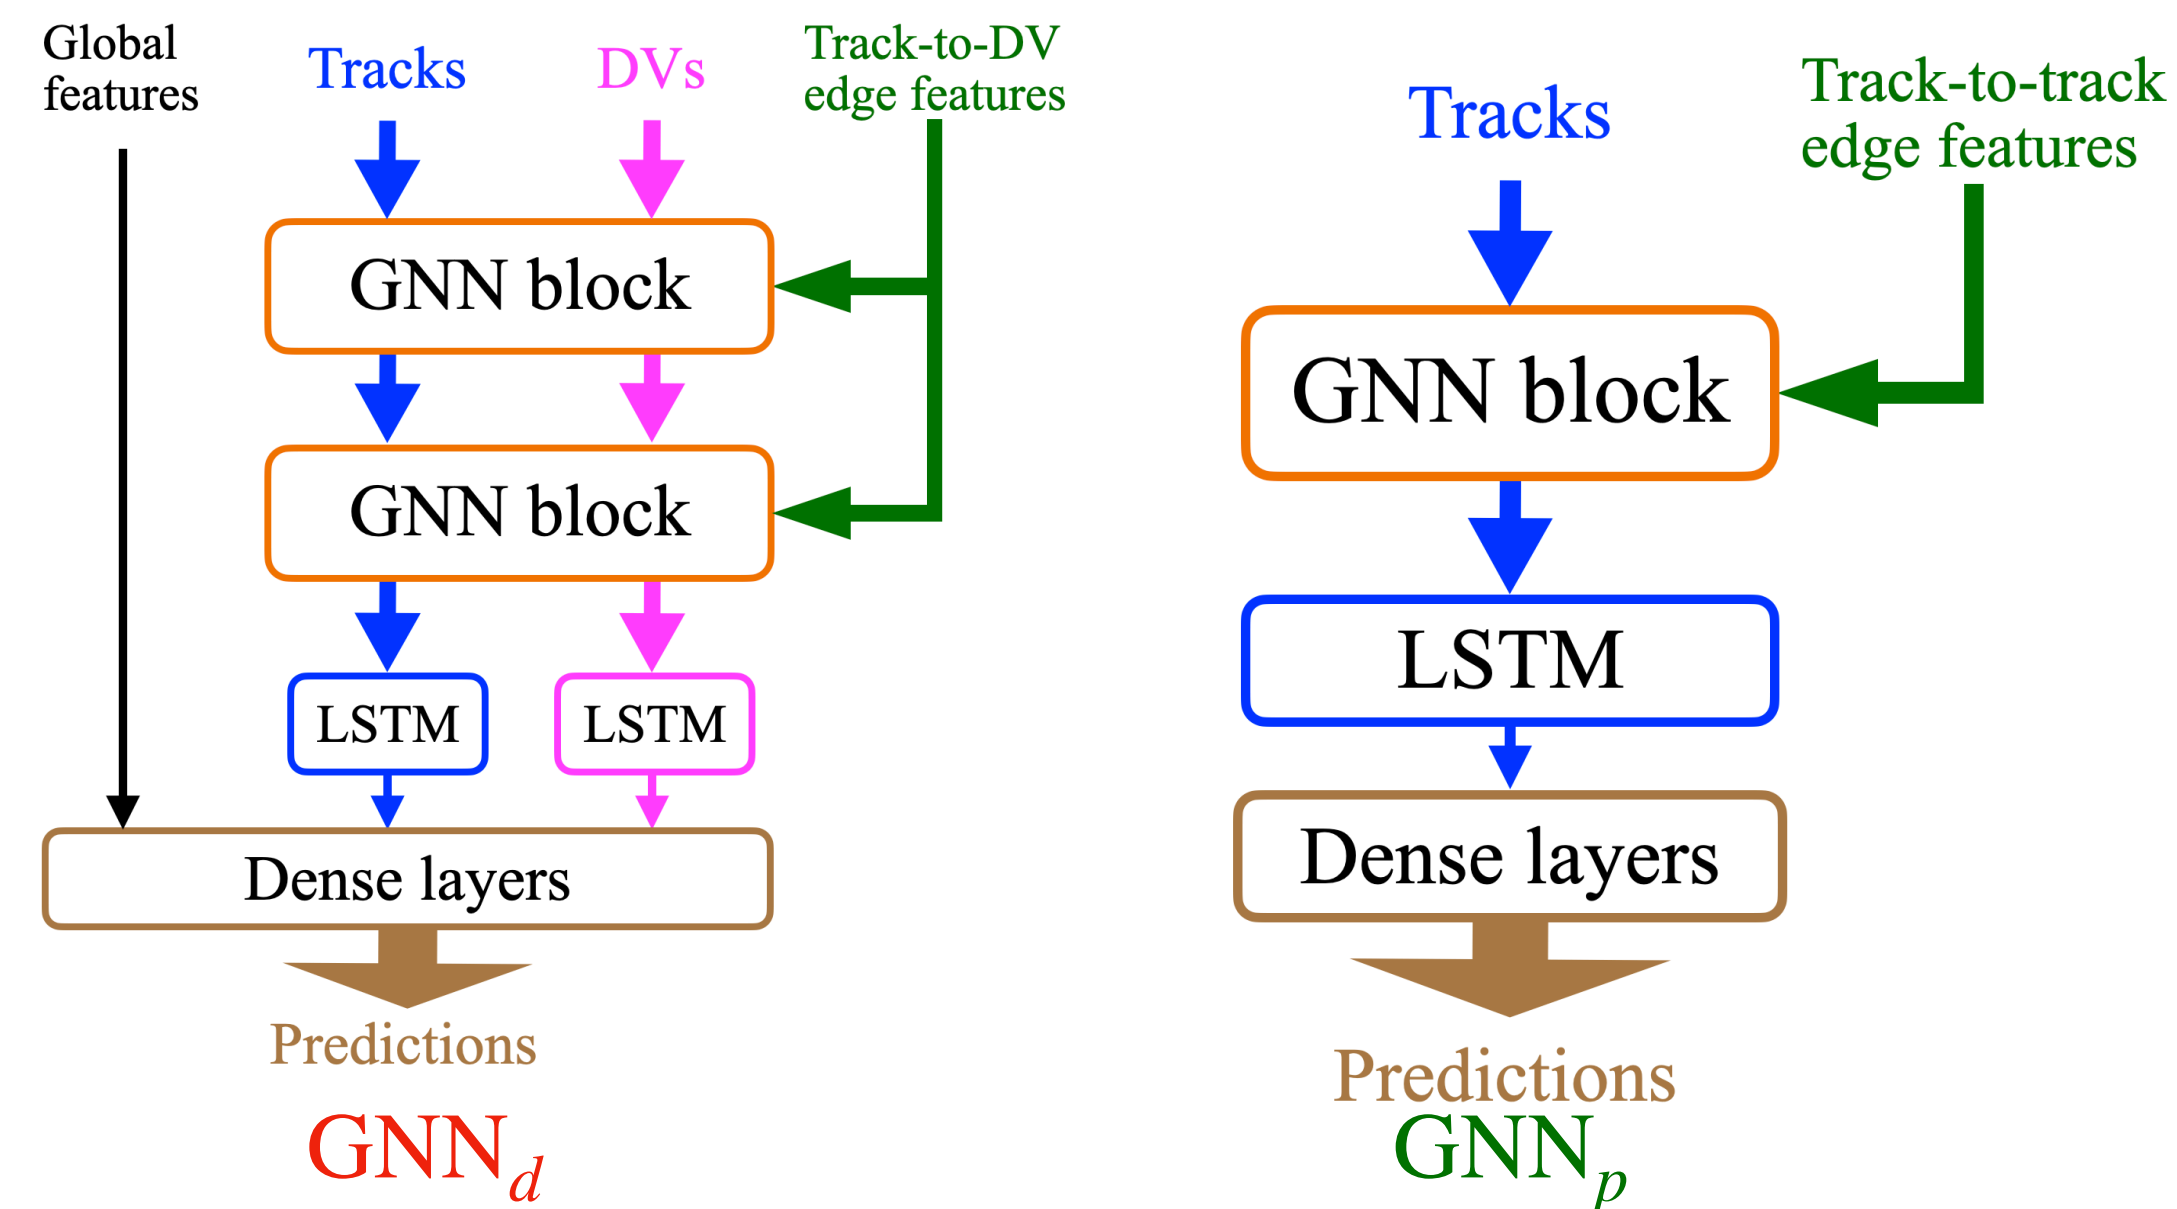 Global
features
Tracks
DVs
Track-to-DV
edge features
GNN block
GNN block
LSTM
LSTM
Dense layers
Predictions
GNNd
Tracks
Track-to-track
edge features
GNN block
LSTM
Dense layers
Predictions
GNNp